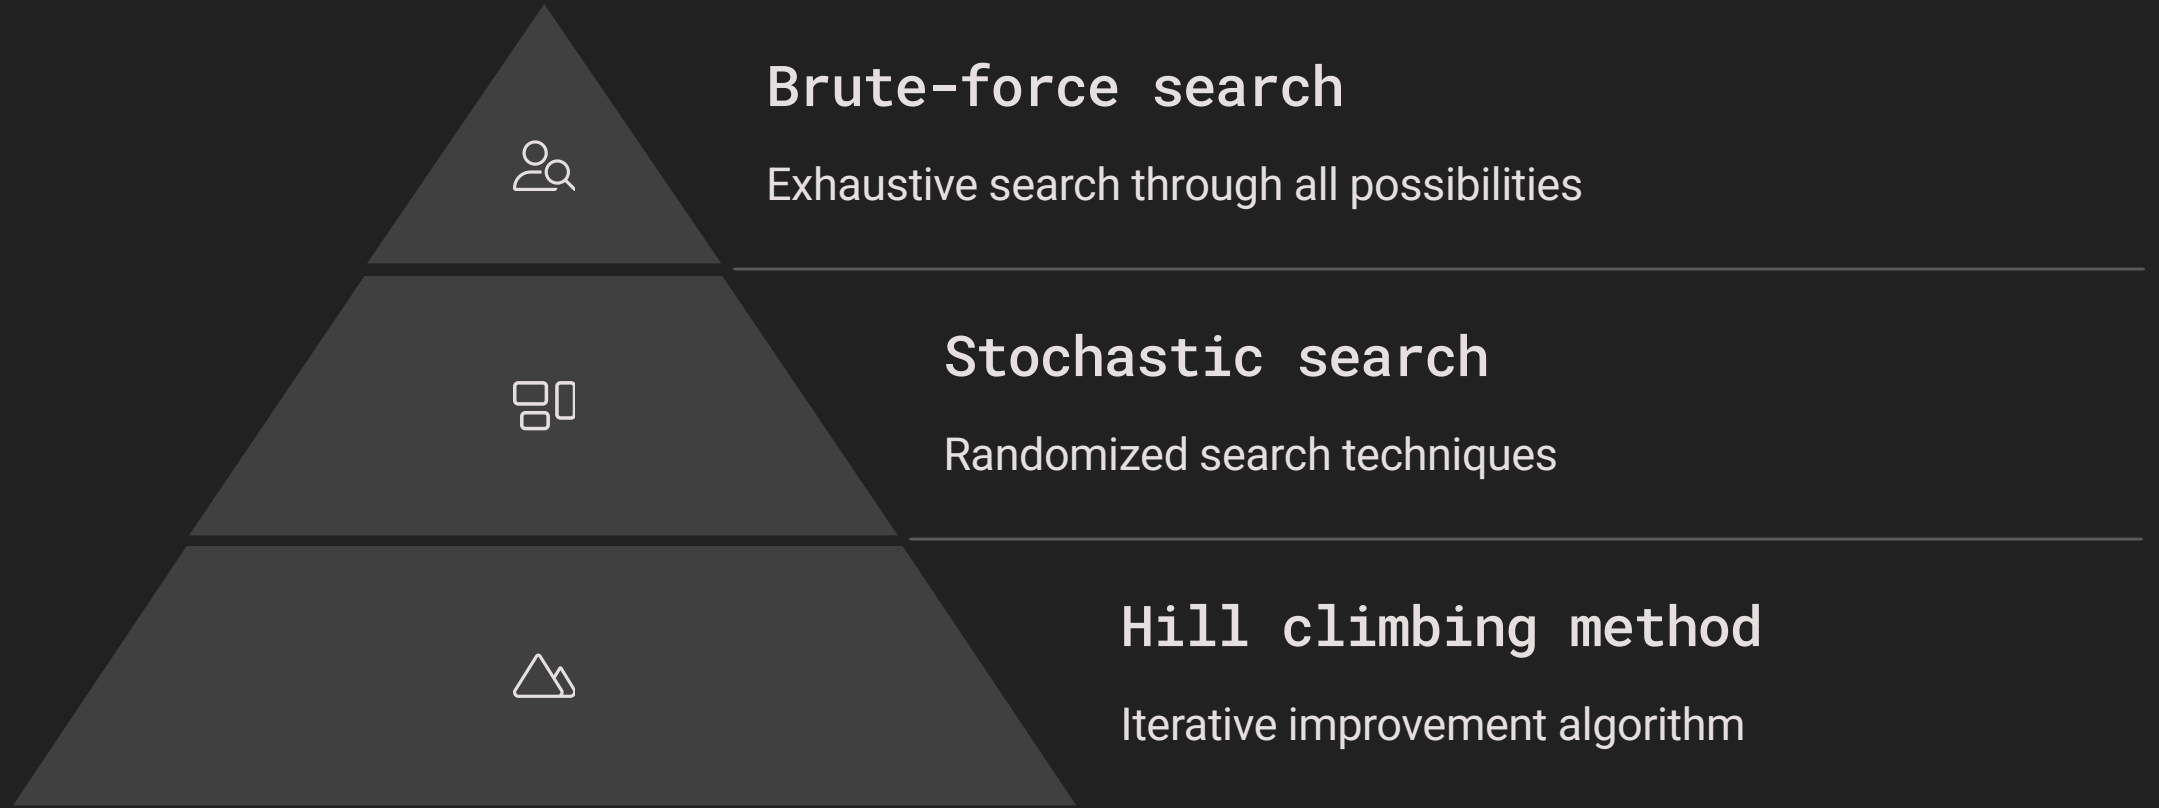 Brute-force search
Exhaustive search through all possibilities
Stochastic search
Randomized search techniques
Hill climbing method
Iterative improvement algorithm